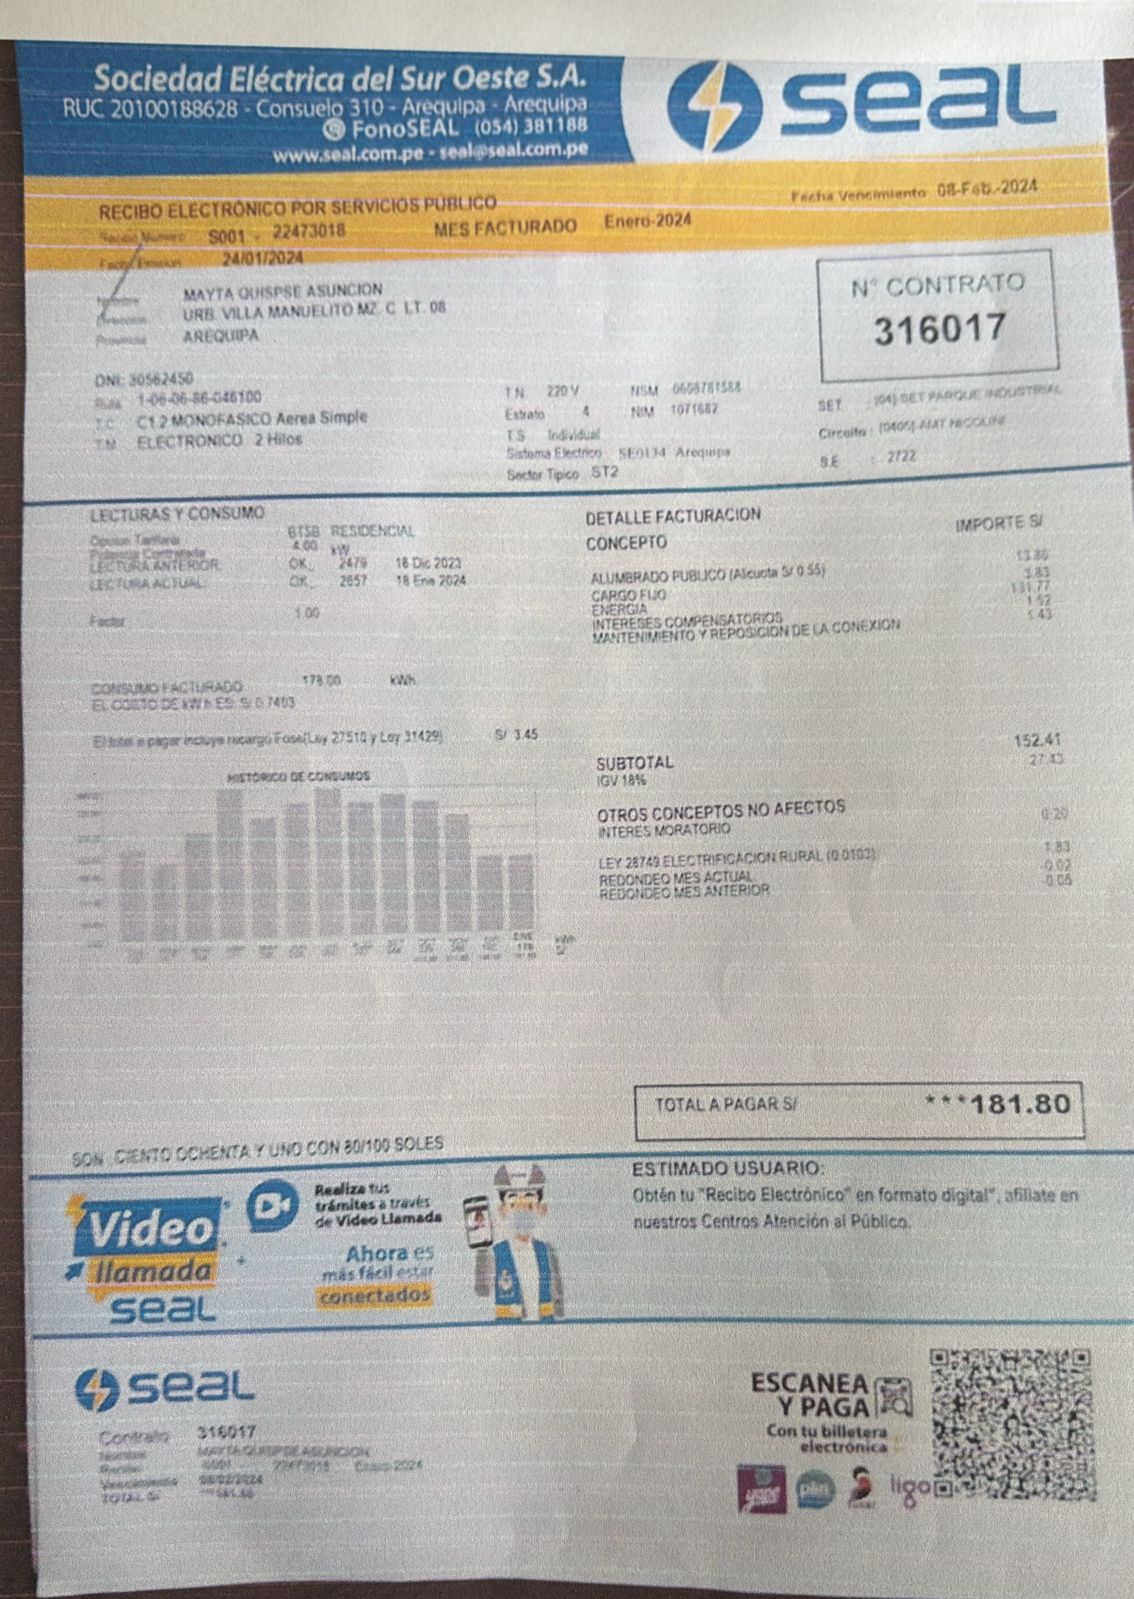 Sociedad Eléctrica del Sur Oeste S.A.
RUC 20100188628 - Consuelo 310 - Arequipa - Arequipa
FonoSEAL (054) 381188
www.seal.com.pe - seal@seal.com.pe
seal
RECIBO ELECTRÓNICO POR SERVICIOS PÚBLICO
Fecha Vencimiento 08-Feb.-2024
Recibo Número S001 - 22473018 MES FACTURADO Enero-2024
Fecha Emisión 24/01/2024
Nombre MAYTA QUISPSE ASUNCION
Dirección URB. VILLA MANUELITO MZ. C LT. 08
Provincia AREQUIPA
N° CONTRATO
316017
DNI: 30562450
Ruta 1-06-06-86-046100
T.C. C1.2 MONOFASICO Aerea Simple
T.M. ELECTRONICO 2 Hilos
T.N. 220 V NSM 0608781588
Estrato 4 NIM 1071682
T.S. Individual
Sistema Electrico SE0134 Arequipa
Sector Tipico ST2
SET : [04]-SET PARQUE INDUSTRIAL
Circuito :
S.E : 2722
LECTURAS Y CONSUMO
Opcion Tarifaria BT5B RESIDENCIAL
Potencia Contratada 4.00 kW
LECTURA ANTERIOR OK. 2479 18 Dic 2023
LECTURA ACTUAL OK. 2657 18 Ene 2024
Factor 1.00
CONSUMO FACTURADO 178.00 kWh
EL COSTO DE kWh ES: S/ 0.7403
El total a pagar incluye recargo Fose(Ley 27510 y Ley 31429) S/ 3.45
HISTORICO DE CONSUMOS
DETALLE FACTURACION
CONCEPTO IMPORTE S/
ALUMBRADO PUBLICO (Alicuota S/ 0.55) 13.86
CARGO FIJO 3.83
ENERGIA 131.77
INTERESES COMPENSATORIOS 1.52
MANTENIMIENTO Y REPOSICION DE LA CONEXION 1.43
SUBTOTAL 152.41
IGV 18% 27.43
OTROS CONCEPTOS NO AFECTOS
INTERES MORATORIO 0.20
LEY 28749 ELECTRIFICACION RURAL (0.0103) 1.83
REDONDEO MES ACTUAL -0.02
REDONDEO MES ANTERIOR -0.05
TOTAL A PAGAR S/ ***181.80
SON: CIENTO OCHENTA Y UNO CON 80/100 SOLES
Video
llamada
seal
Realiza tus
trámites a través
de Video Llamada
Ahora es
más fácil estar
conectados
ESTIMADO USUARIO:
Obtén tu "Recibo Electrónico" en formato digital", afíliate en
nuestros Centros Atención al Público.
seal
Contrato 316017
Nombre MAYTA QUISPSE ASUNCION
Recibo S001 22473018 Enero-2024
Vencimiento 08/02/2024
TOTAL S/ ***181.80
ESCANEA
Y PAGA
Con tu billetera
electrónica
yape
plin
ligo